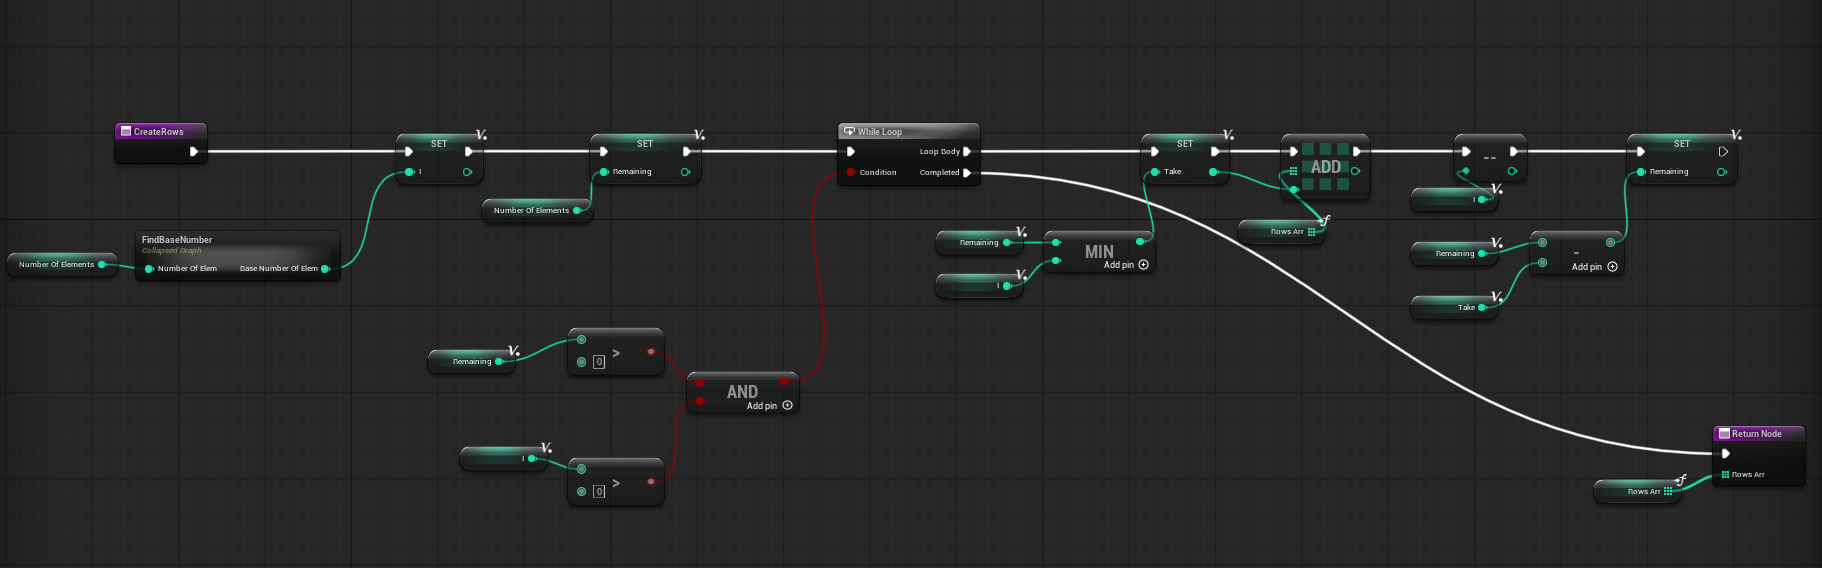 CreateRows
SET
I
SET
Remaining
Number Of Elements
While Loop
Loop Body
Condition
Completed
SET
Take
ADD
--
I
SET
Remaining
Number Of Elements
FindBaseNumber
Collapsed Graph
Number Of Elem
Base Number Of Elem
Remaining
I
MIN
Add pin
Rows Arr
Remaining
Take
-
Add pin
Remaining
0
>
AND
Add pin
I
0
>
Return Node
Rows Arr
Rows Arr